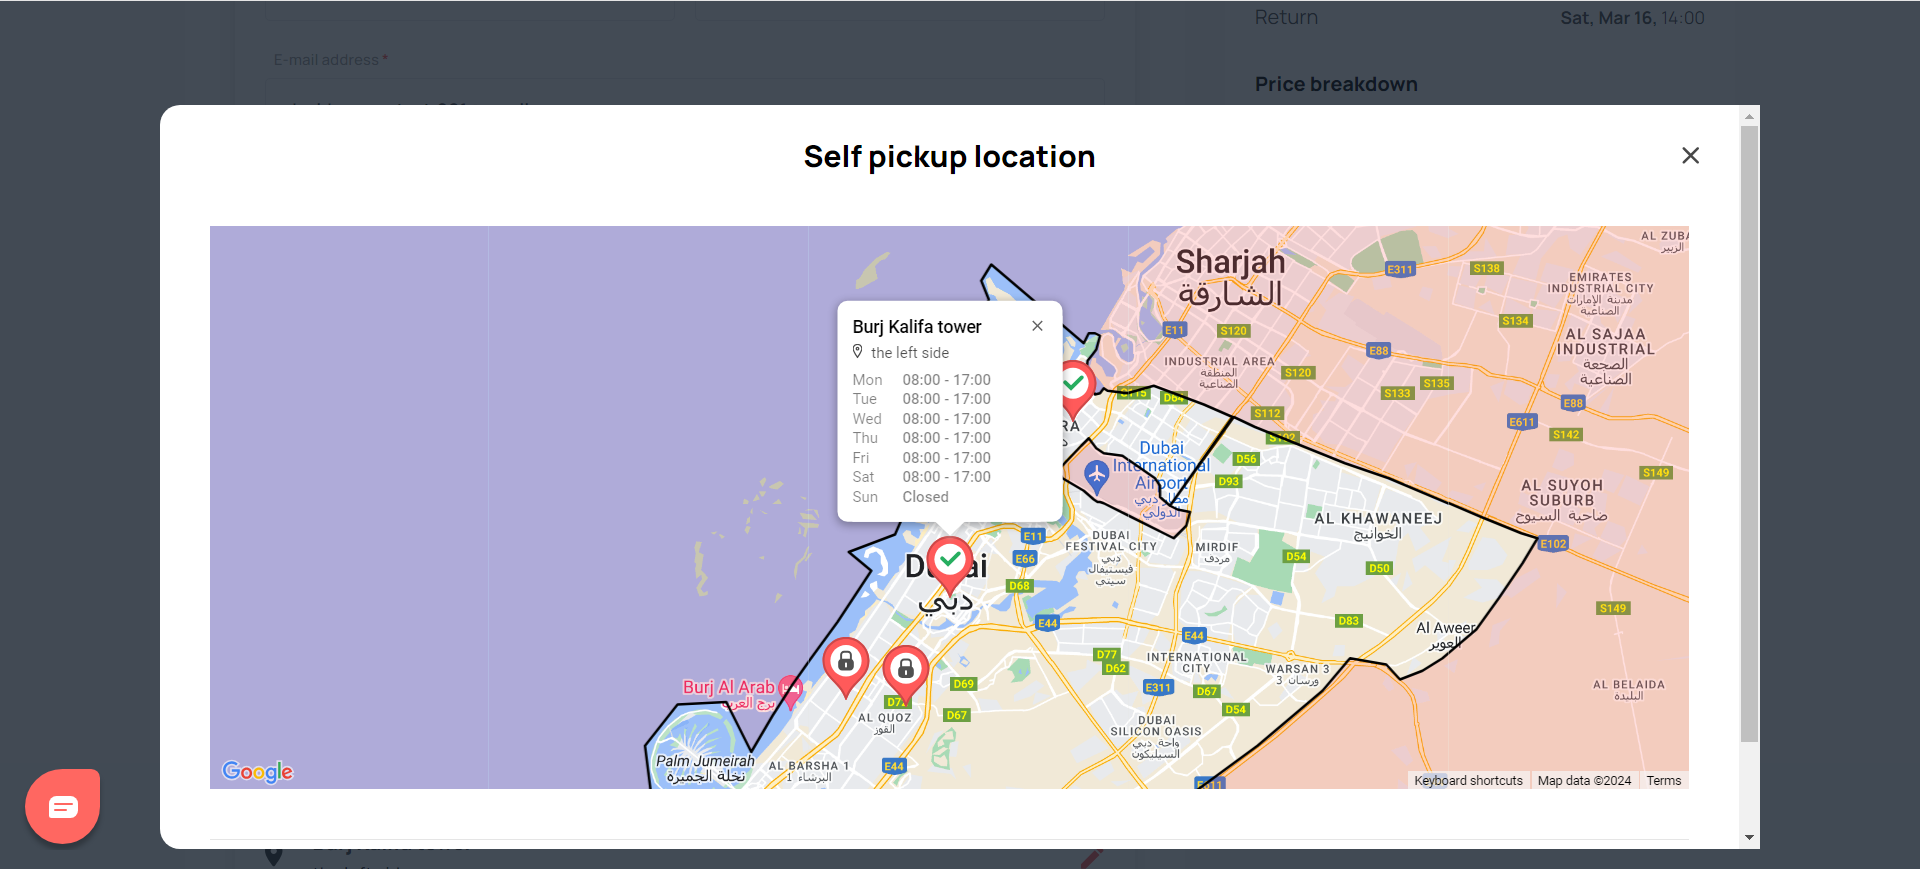 Return
Sat, Mar 16, 14:00
E-mail address *
Price breakdown
Self pickup location
Burj Kalifa tower
the left side
Mon 08:00 - 17:00
Tue 08:00 - 17:00
Wed 08:00 - 17:00
Thu 08:00 - 17:00
Fri 08:00 - 17:00
Sat 08:00 - 17:00
Sun Closed
Sharjah
الشارقة
AL ZUBA
الزبير
E311
S138
EMIRATES
INDUSTRIAL CITY
مدينة الإمارات
الصناعية
S134
E11
S120
AL SAJAA
INDUSTRIAL
الصجعة
الصناعية
E88
INDUSTRIAL AREA
المنطقة
الصناعية
S120
S135
S133
S115
D64
E88
S112
E611
S142
RA
S102
Dubai
International
Airport
مطار دبي
الدولي
D56
D93
S149
AL SUYOH
SUBURB
ضاحية السيوح
AL KHAWANEEJ
الخوانيج
E11
DUBAI
FESTIVAL CITY
دبي
فيستيفال
سيتي
MIRDIF
مردف
E102
E66
D54
D50
Dubai
دبي
D68
S149
E44
D83
E44
Al Aweer
العوير
D77
D62
INTERNATIONAL
CITY
WARSAN 3
ورسان 3
Burj Al Arab
برج العرب
D69
E311
D67
AL BELAIDA
البليدة
D72
D67
D54
AL QUOZ
القوز
DUBAI
SILICON OASIS
واحة دبي
السيليكون
Palm Jumeirah
نخلة الجميرة
AL BARSHA 1
البرشاء 1
E44
E311
Google
Keyboard shortcuts
Map data ©2024
Terms